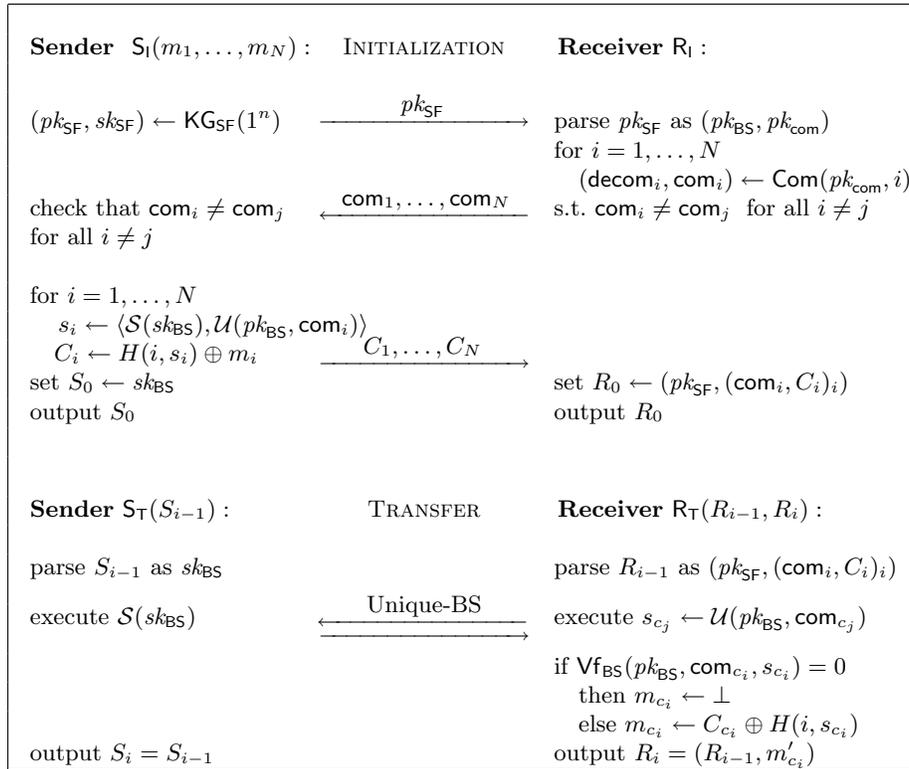 Sender S_I(m_1, . . . , m_N) : INITIALIZATION Receiver R_I :
(pk_SF, sk_SF) ← KG_SF(1^n) pk_SF parse pk_SF as (pk_BS, pk_com)
for i = 1, . . . , N
(decom_i, com_i) ← Com(pk_com, i)
check that com_i ≠ com_j com_1, . . . , com_N s.t. com_i ≠ com_j for all i ≠ j
for all i ≠ j
for i = 1, . . . , N
s_i ← ⟨S(sk_BS), U(pk_BS, com_i)⟩
C_i ← H(i, s_i) ⊕ m_i C_1, . . . , C_N
set S_0 ← sk_BS set R_0 ← (pk_SF, (com_i, C_i)_i)
output S_0 output R_0
Sender S_T(S_{i−1}) : TRANSFER Receiver R_T(R_{i−1}, R_i) :
parse S_{i−1} as sk_BS parse R_{i−1} as (pk_SF, (com_i, C_i)_i)
execute S(sk_BS) Unique-BS execute s_{c_j} ← U(pk_BS, com_{c_j})
if Vf_BS(pk_BS, com_{c_i}, s_{c_i}) = 0
then m_{c_i} ← ⊥
else m_{c_i} ← C_{c_i} ⊕ H(i, s_{c_i})
output S_i = S_{i−1} output R_i = (R_{i−1}, m′_{c_i})